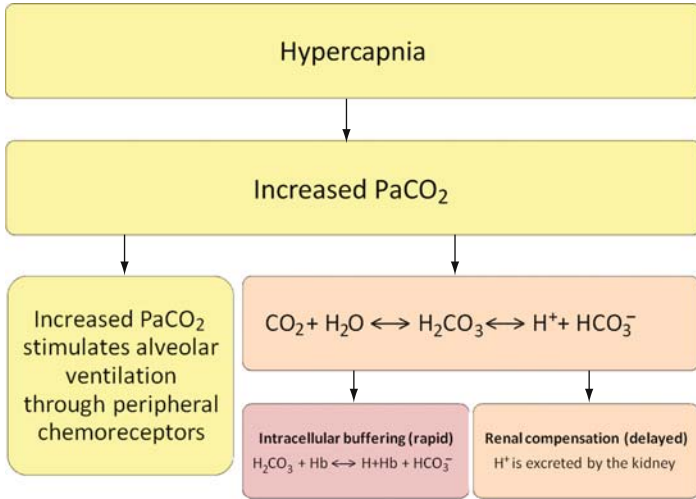 Hypercapnia
Increased PaCO₂
Increased PaCO₂
stimulates alveolar
ventilation
through peripheral
chemoreceptors
CO₂ + H₂O ⟷ H₂CO₃ ⟷ H⁺ + HCO₃⁻
Intracellular buffering (rapid)
H₂CO₃ + Hb ⟷ H+Hb + HCO₃⁻
Renal compensation (delayed)
H⁺ is excreted by the kidney